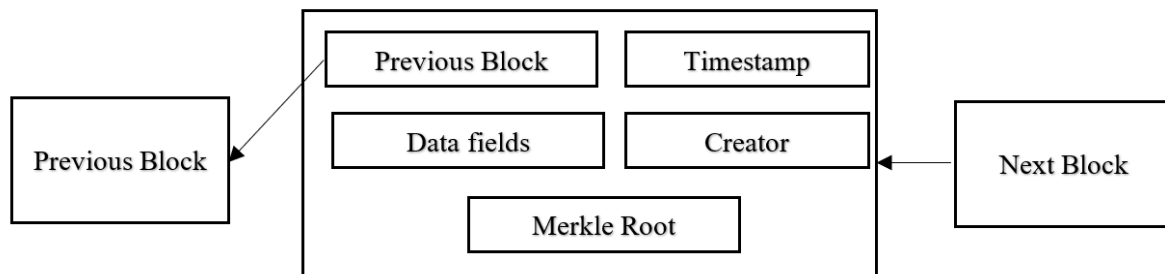 Previous Block
Previous Block
Timestamp
Data fields
Creator
Merkle Root
Next Block